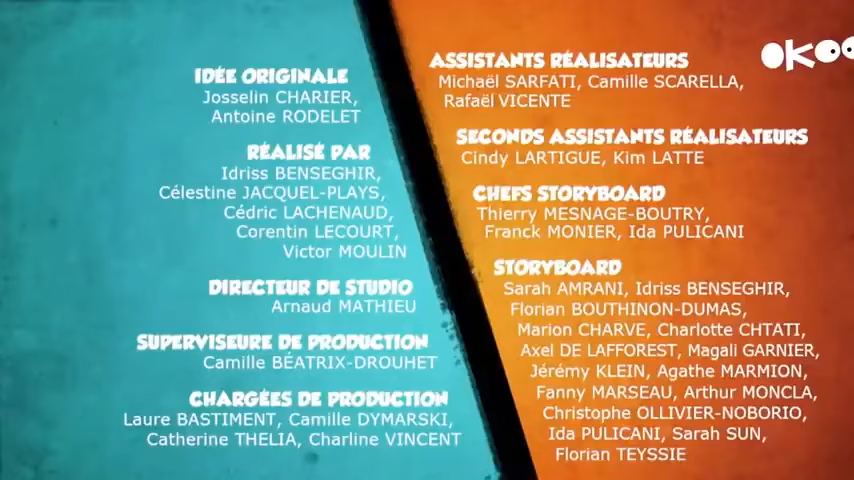 IDÉE ORIGINALE
Josselin CHARIER,
Antoine RODELET
RÉALISÉ PAR
Idriss BENSEGHIR,
Célestine JACQUEL-PLAYS,
Cédric LACHENAUD,
Corentin LECOURT,
Victor MOULIN
DIRECTEUR DE STUDIO
Arnaud MATHIEU
SUPERVISEURE DE PRODUCTION
Camille BÉATRIX-DROUHET
CHARGÉES DE PRODUCTION
Laure BASTIMENT, Camille DYMARSKI,
Catherine THELIA, Charline VINCENT
ASSISTANTS RÉALISATEURS
Michaël SARFATI, Camille SCARELLA,
Rafaël VICENTE
SECONDS ASSISTANTS RÉALISATEURS
Cindy LARTIGUE, Kim LATTE
CHEFS STORYBOARD
Thierry MESNAGE-BOUTRY,
Franck MONIER, Ida PULICANI
STORYBOARD
Sarah AMRANI, Idriss BENSEGHIR,
Florian BOUTHINON-DUMAS,
Marion CHARVE, Charlotte CHTATI,
Axel DE LAFFOREST, Magali GARNIER,
Jérémy KLEIN, Agathe MARMION,
Fanny MARSEAU, Arthur MONCLA,
Christophe OLLIVIER-NOBORIO,
Ida PULICANI, Sarah SUN,
Florian TEYSSIE
OKOO